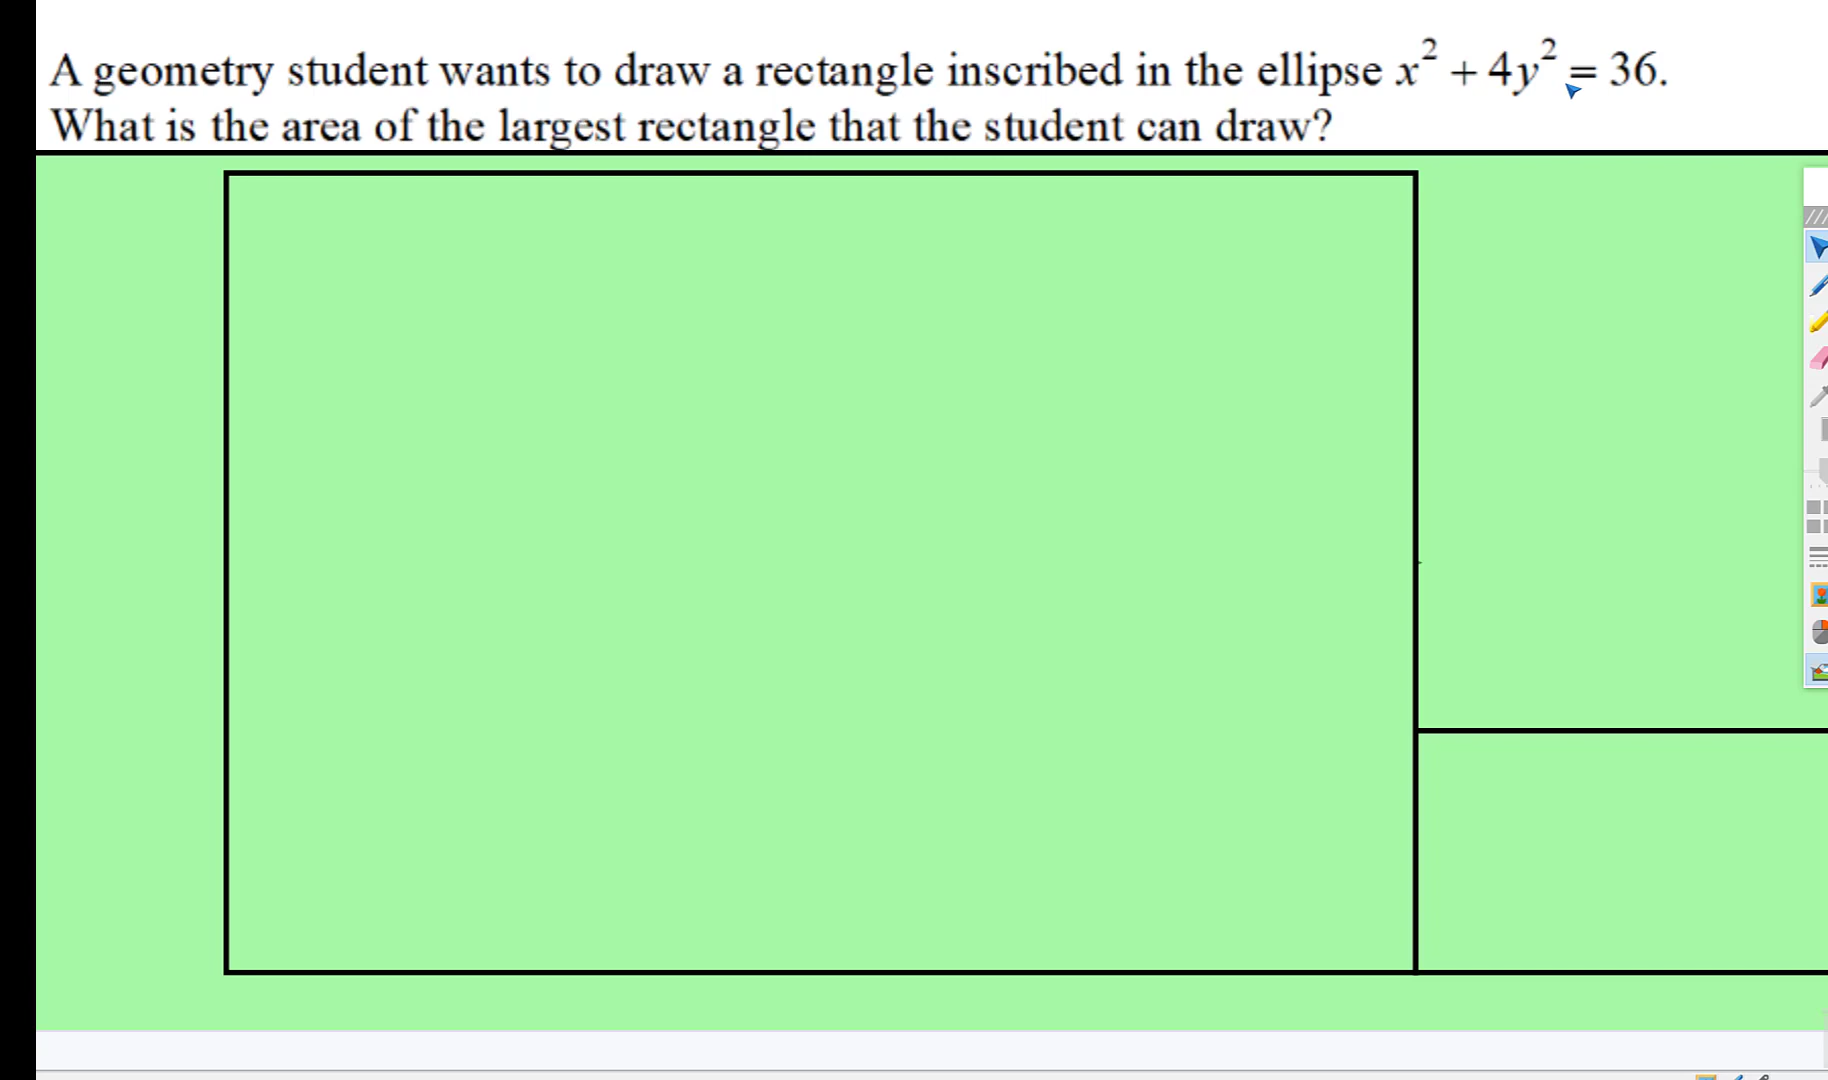 A geometry student wants to draw a rectangle inscribed in the ellipse x² + 4y² = 36.
What is the area of the largest rectangle that the student can draw?